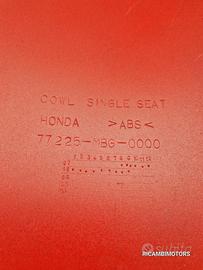 COWL SINGLE SEAT
HONDA >ABS<
77225-MBG-0000
subito
RICAMBIMOTORS